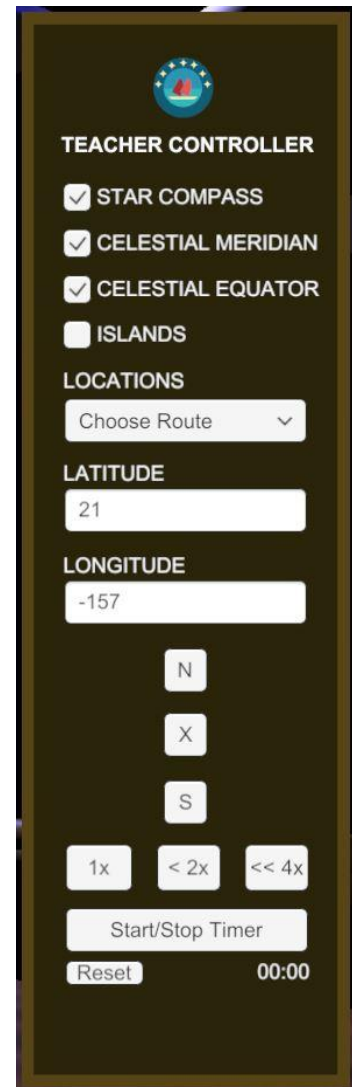 TEACHER CONTROLLER
STAR COMPASS
CELESTIAL MERIDIAN
CELESTIAL EQUATOR
ISLANDS
LOCATIONS
Choose Route
LATITUDE
21
LONGITUDE
-157
N
X
S
1x < 2x << 4x
Start/Stop Timer
Reset 00:00